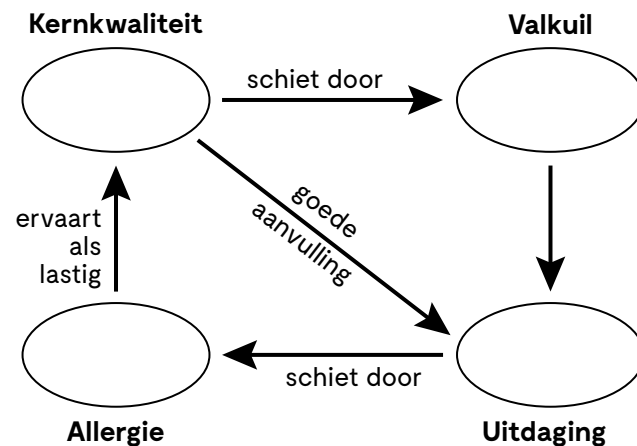 Kernkwaliteit
Valkuil
schiet door
goede
aanvulling
ervaart
als
lastig
schiet door
Allergie
Uitdaging